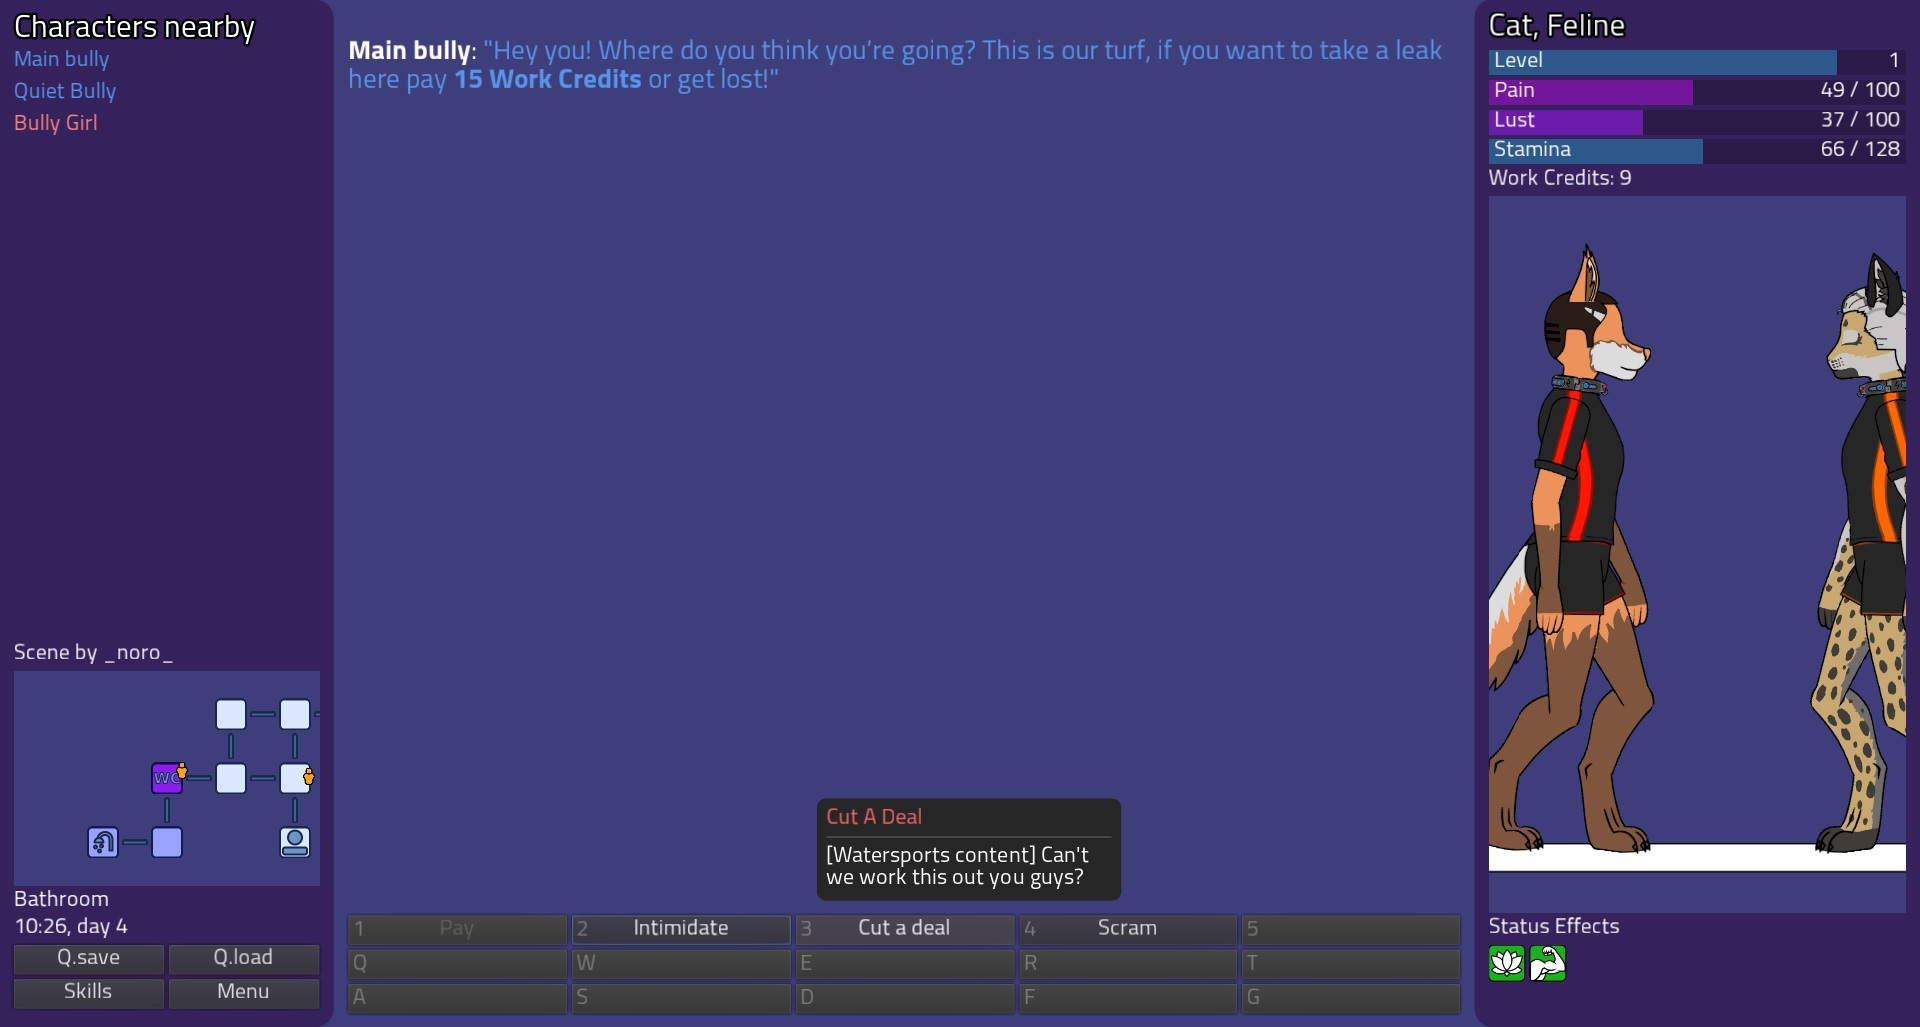 Characters nearby
Main bully
Quiet Bully
Bully Girl
Main bully: "Hey you! Where do you think you're going? This is our turf, if you want to take a leak
here pay 15 Work Credits or get lost!"
Cat, Feline
Level 1
Pain 49 / 100
Lust 37 / 100
Stamina 66 / 128
Work Credits: 9
Scene by _noro_
WC
Bathroom
10:26, day 4
Q.save Q.load
Skills Menu
Cut A Deal
[Watersports content] Can't
we work this out you guys?
1 Pay 2 Intimidate 3 Cut a deal 4 Scram 5
Q W E R T
A S D F G
Status Effects